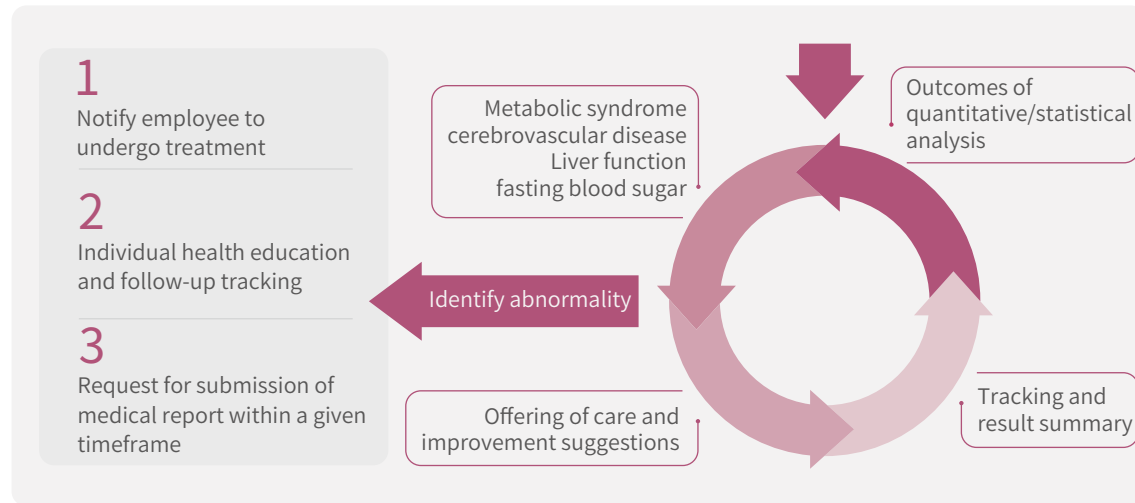 1
Notify employee to
undergo treatment
2
Individual health education
and follow-up tracking
3
Request for submission of
medical report within a given
timeframe
Identify abnormality
Metabolic syndrome
cerebrovascular disease
Liver function
fasting blood sugar
Outcomes of
quantitative/statistical
analysis
Offering of care and
improvement suggestions
Tracking and
result summary